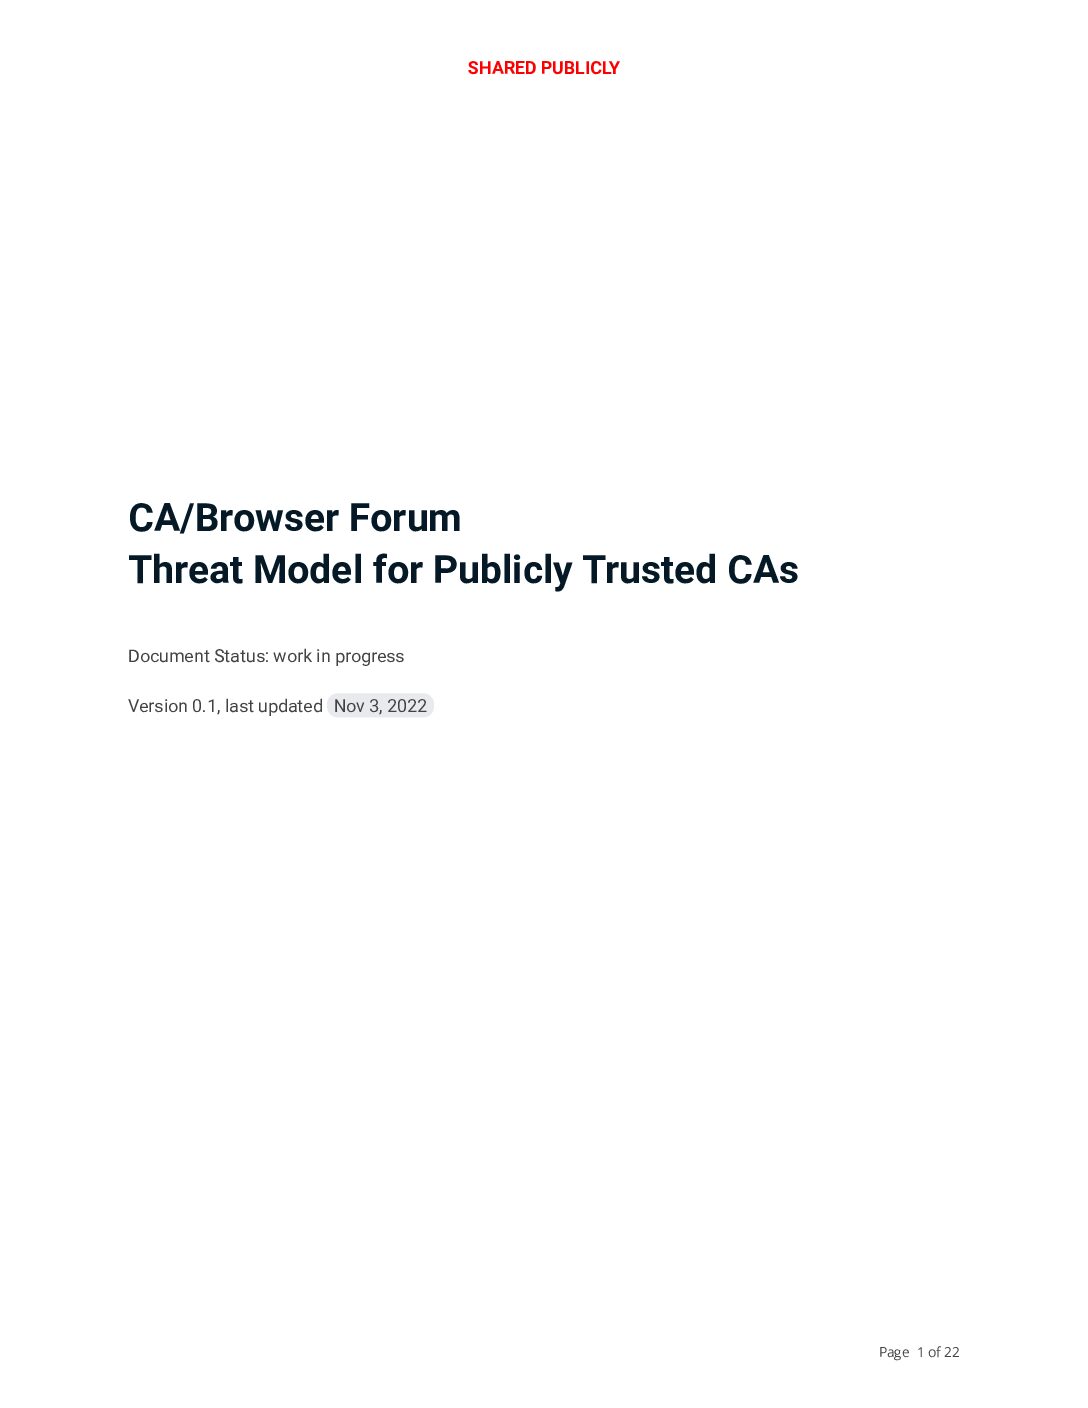 SHARED PUBLICLY
CA/Browser Forum
Threat Model for Publicly Trusted CAs
Document Status: work in progress
Version 0.1, last updated Nov 3, 2022
Page 1 of 22